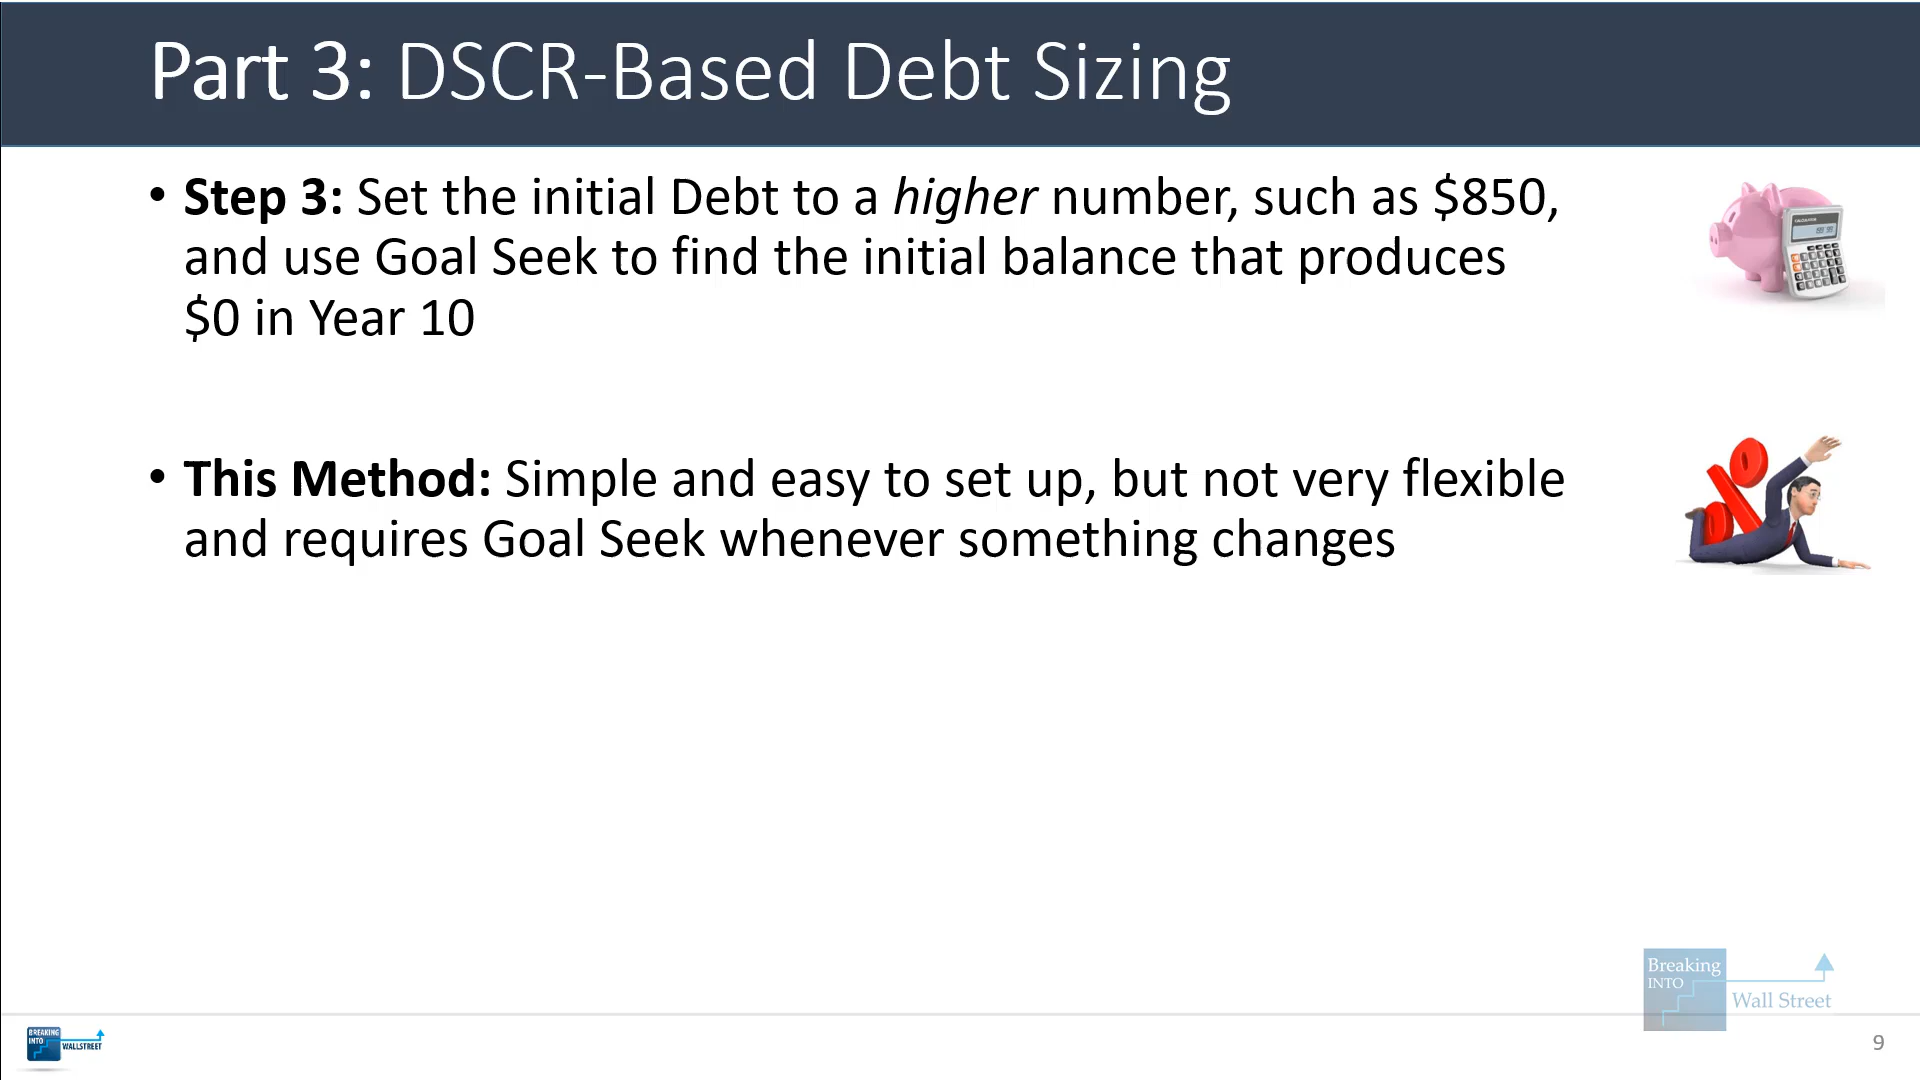 Part 3: DSCR-Based Debt Sizing
• Step 3: Set the initial Debt to a higher number, such as $850,
and use Goal Seek to find the initial balance that produces
$0 in Year 10
• This Method: Simple and easy to set up, but not very flexible
and requires Goal Seek whenever something changes
Breaking
INTO
Wall Street
BREAKING
INTO
WALLSTREET
9